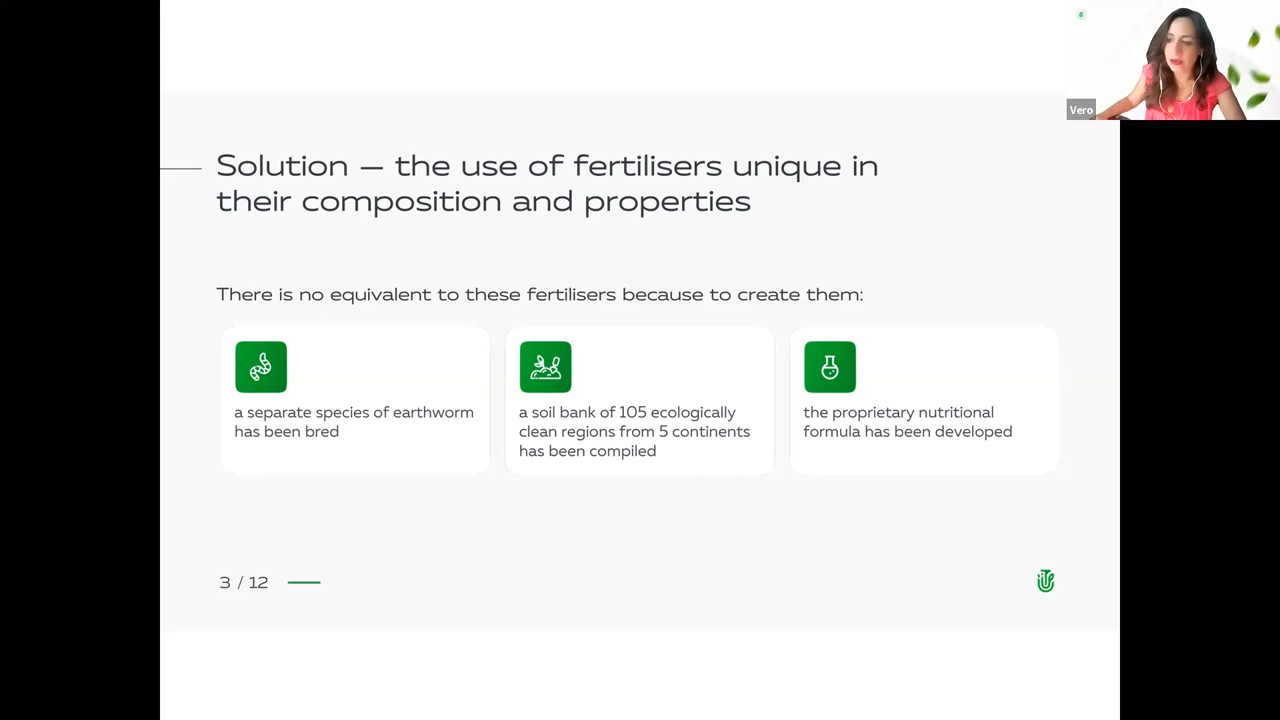 Vero
Solution — the use of fertilisers unique in
their composition and properties
There is no equivalent to these fertilisers because to create them:
a separate species of earthworm
has been bred
a soil bank of 105 ecologically
clean regions from 5 continents
has been compiled
the proprietary nutritional
formula has been developed
3 / 12